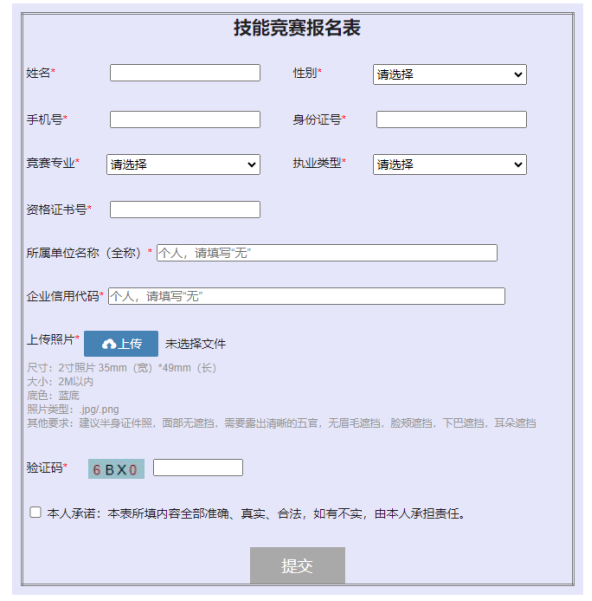 技能竞赛报名表
姓名* 性别* 请选择
手机号* 身份证号*
竞赛专业* 请选择 执业类型* 请选择
资格证书号*
所属单位名称（全称）* 个人，请填写“无”
企业信用代码* 个人，请填写“无”
上传照片* 上传 未选择文件
尺寸：2寸照片 35mm（宽）*49mm（长）
大小：2M以内
底色：蓝底
照片类型：.jpg/.png
其他要求：建议半身证件照，面部无遮挡，需要露出清晰的五官，无眉毛遮挡、脸颊遮挡、下巴遮挡、耳朵遮挡
验证码* 6BX0
本人承诺：本表所填内容全部准确、真实、合法，如有不实，由本人承担责任。
提交